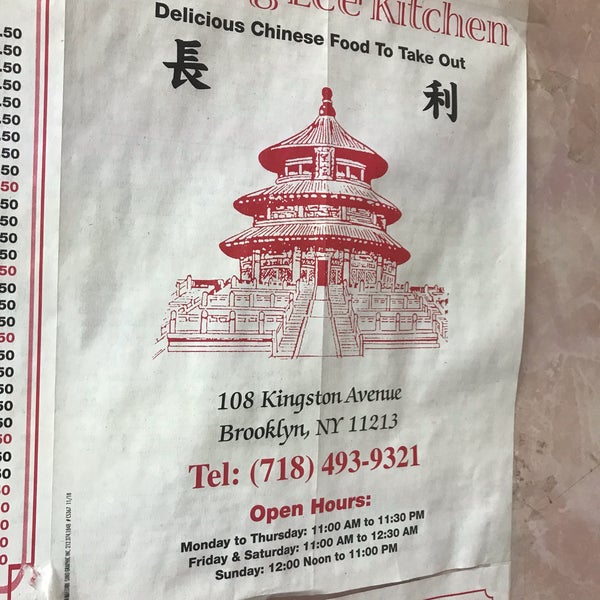 Lee Kitchen
Delicious Chinese Food To Take Out
長 利
108 Kingston Avenue
Brooklyn, NY 11213
Tel: (718) 493-9321
Open Hours:
Monday to Thursday: 11:00 AM to 11:30 PM
Friday & Saturday: 11:00 AM to 12:30 AM
Sunday: 12:00 Noon to 11:00 PM